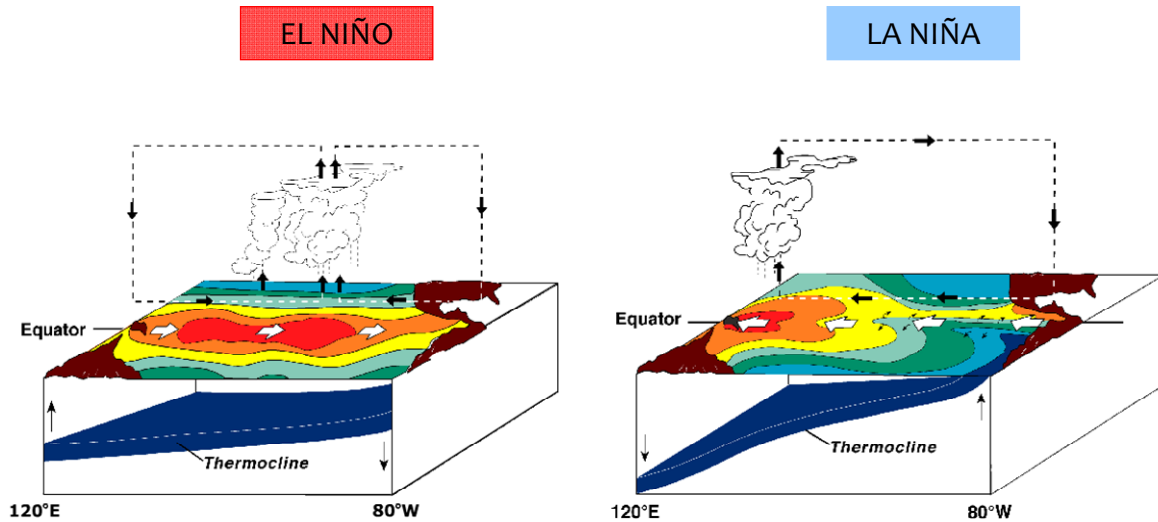 EL NIÑO
LA NIÑA
Equator
Thermocline
120°E
80°W
Equator
Thermocline
120°E
80°W